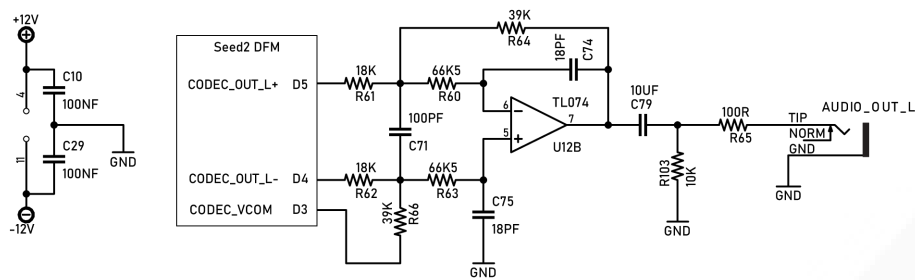 +12V
4
C10
100NF
11
C29
100NF
GND
-12V
Seed2 DFM
CODEC_OUT_L+ D5
CODEC_OUT_L- D4
CODEC_VCOM D3
18K
R61
39K
R64
66K5
R60
18PF
C74
100PF
C71
6
5
7
TL074
U12B
18K
R62
66K5
R63
39K
R66
C75
18PF
GND
10UF
C79
R103
10K
GND
100R
R65
AUDIO_OUT_L
TIP
NORM
GND
GND